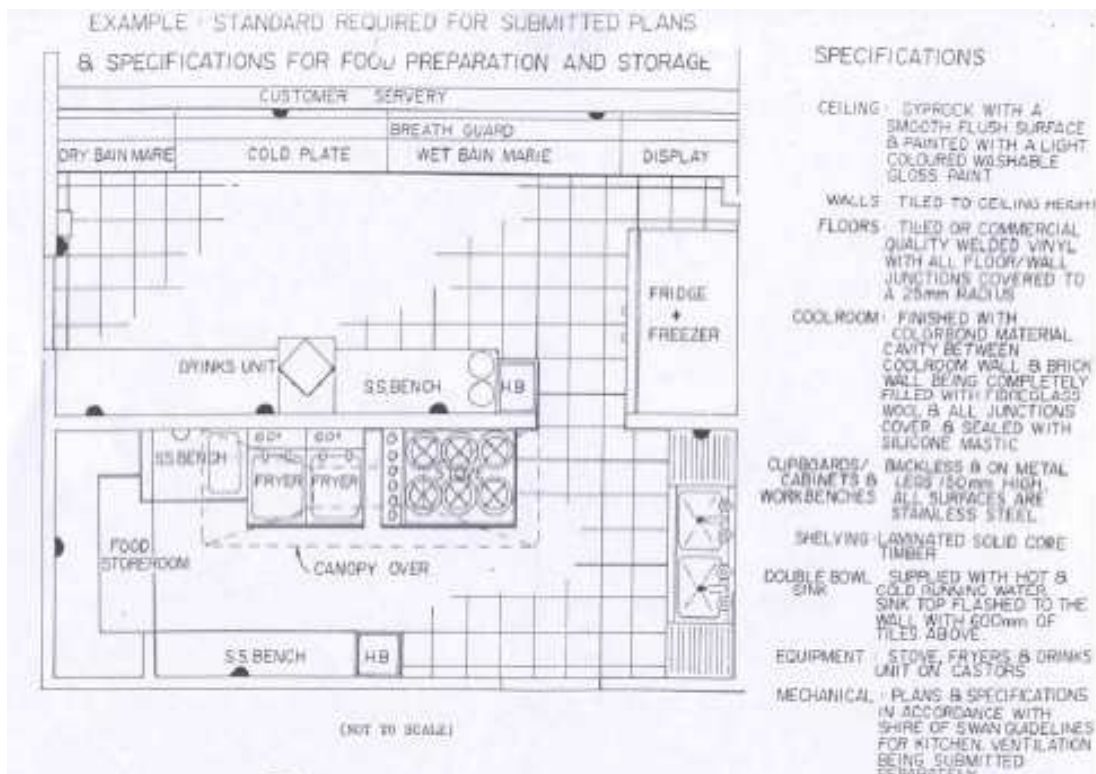 EXAMPLE : STANDARD REQUIRED FOR SUBMITTED PLANS
& SPECIFICATIONS FOR FOOD PREPARATION AND STORAGE
CUSTOMER SERVERY
BREATH GUARD
DRY BAIN MARIE
COLD PLATE
WET BAIN MARIE
DISPLAY
FRIDGE
+
FREEZER
DRINKS UNIT
S.S.BENCH
H.B
S.S.BENCH
FRYER
FRYER
FOOD
STOREROOM
CANOPY OVER
S.S.BENCH
H.B
(NOT TO SCALE)
SPECIFICATIONS
CEILING : GYPROCK WITH A
SMOOTH FLUSH SURFACE
& PAINTED WITH A LIGHT
COLOURED WASHABLE
GLOSS PAINT
WALLS : TILED TO CEILING HEIGHT
FLOORS : TILED OR COMMERCIAL
QUALITY WELDED VINYL
WITH ALL FLOOR/WALL
JUNCTIONS COVERED TO
A 25mm RADIUS
COOLROOM : FINISHED WITH
COLORBOND MATERIAL
CAVITY BETWEEN
COOLROOM WALL & BRICK
WALL BEING COMPLETELY
FILLED WITH FIBREGLASS
WOOL & ALL JUNCTIONS
COVER & SEALED WITH
SILICONE MASTIC
CUPBOARDS/ BACKLESS & ON METAL
CABINETS & LEGS 150mm HIGH
WORKBENCHES ALL SURFACES ARE
STAINLESS STEEL
SHELVING : LAMINATED SOLID CORE
TIMBER
DOUBLE BOWL SUPPLIED WITH HOT &
SINK COLD RUNNING WATER
SINK TOP FLASHED TO THE
WALL WITH 600mm OF
TILES ABOVE.
EQUIPMENT : STOVE, FRYERS & DRINKS
UNIT ON CASTORS
MECHANICAL : PLANS & SPECIFICATIONS
IN ACCORDANCE WITH
SHIRE OF SWAN GUIDELINES
FOR KITCHEN VENTILATION
BEING SUBMITTED